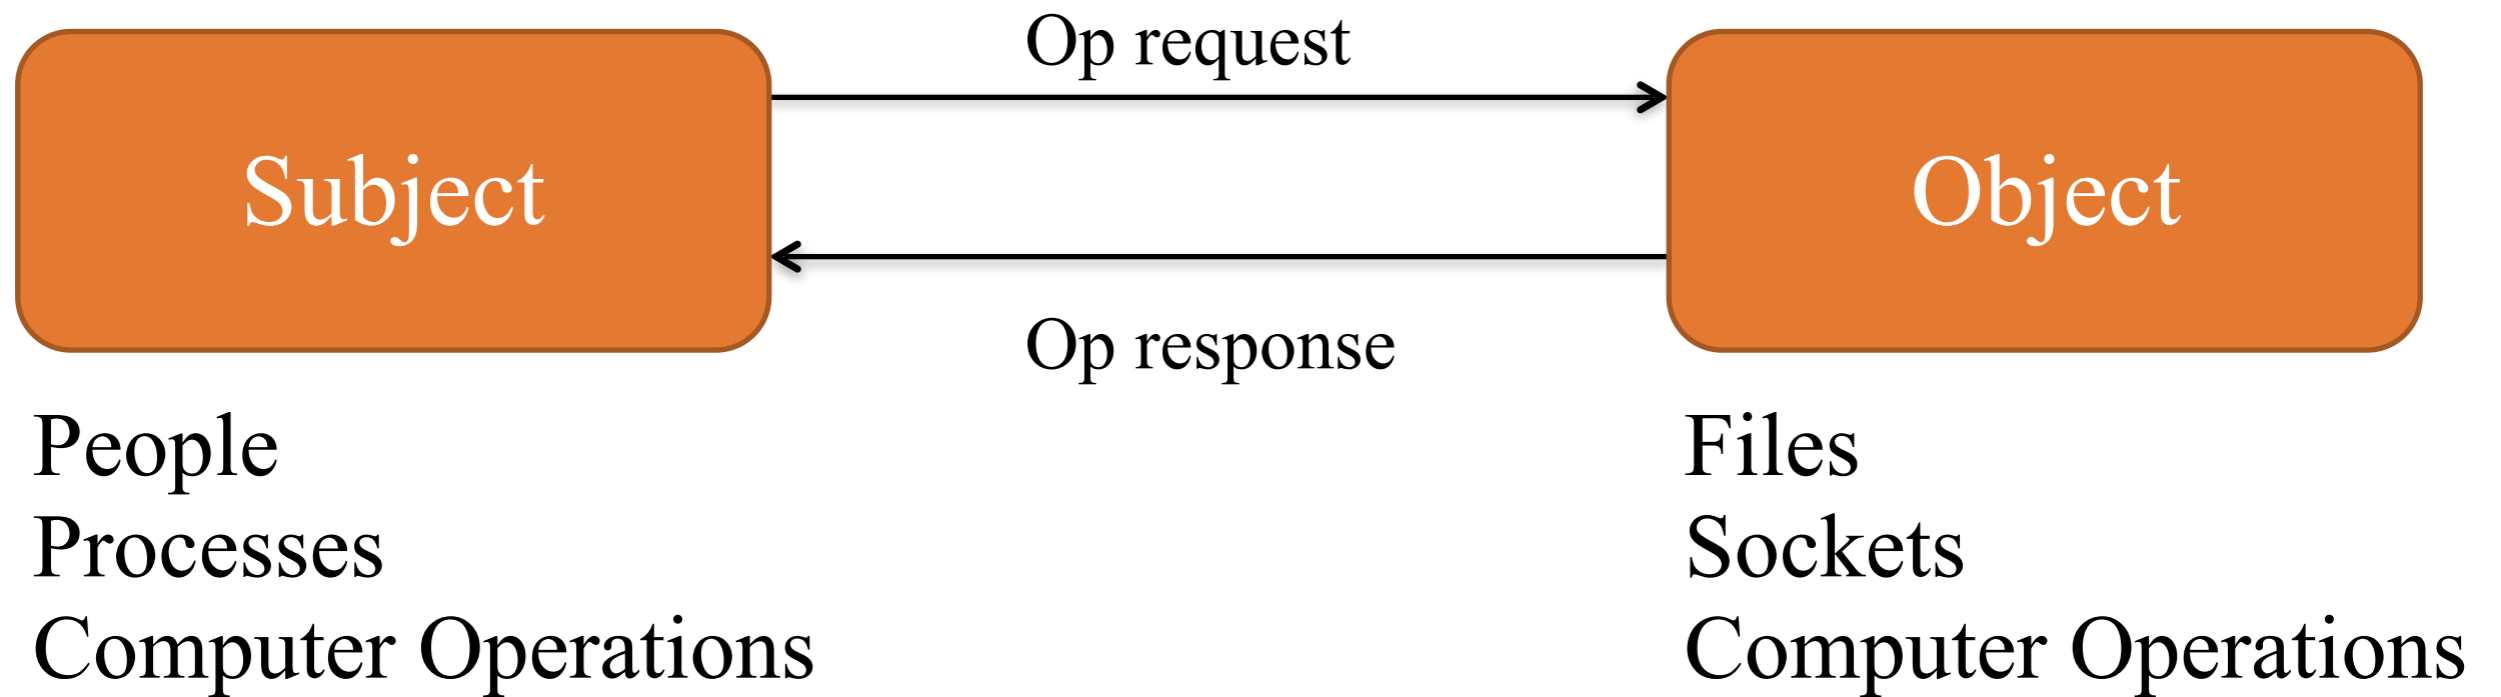 Op request
Subject
Object
Op response
People
Processes
Computer Operations
Files
Sockets
Computer Operations